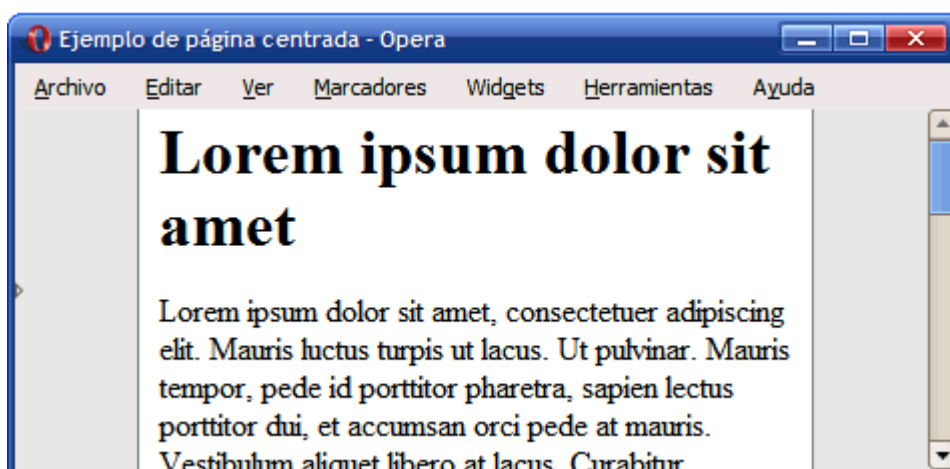 Ejemplo de página centrada - Opera
Archivo Editar Ver Marcadores Widgets Herramientas Ayuda
Lorem ipsum dolor sit
amet
Lorem ipsum dolor sit amet, consectetuer adipiscing
elit. Mauris luctus turpis ut lacus. Ut pulvinar. Mauris
tempor, pede id porttitor pharetra, sapien lectus
porttitor dui, et accumsan orci pede at mauris.
Vestibulum aliquet libero at lacus. Curabitur